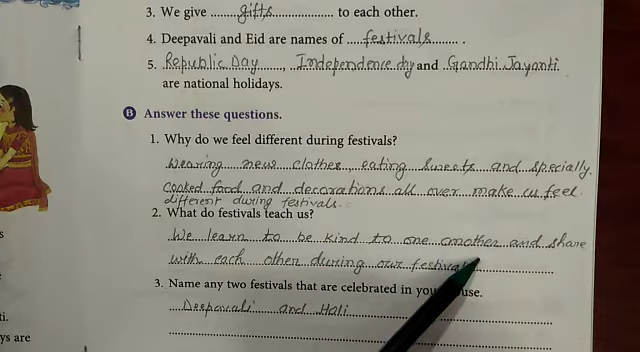 3. We give ........gifts.................. to each other.
4. Deepavali and Eid are names of .....festivals........ .
5. Republic Day......, ..Independence day and ..Gandhi Jayanti.
are national holidays.
B Answer these questions.
1. Why do we feel different during festivals?
Wearing new clothes, eating sweets and specially
cooked food and decorations all over make us feel
different during festivals.
2. What do festivals teach us?
We learn to be kind to one another and share
with each other during our
3. Name any two festivals that are celebrated in
Deepavali and Holi
s
ti.
ys are